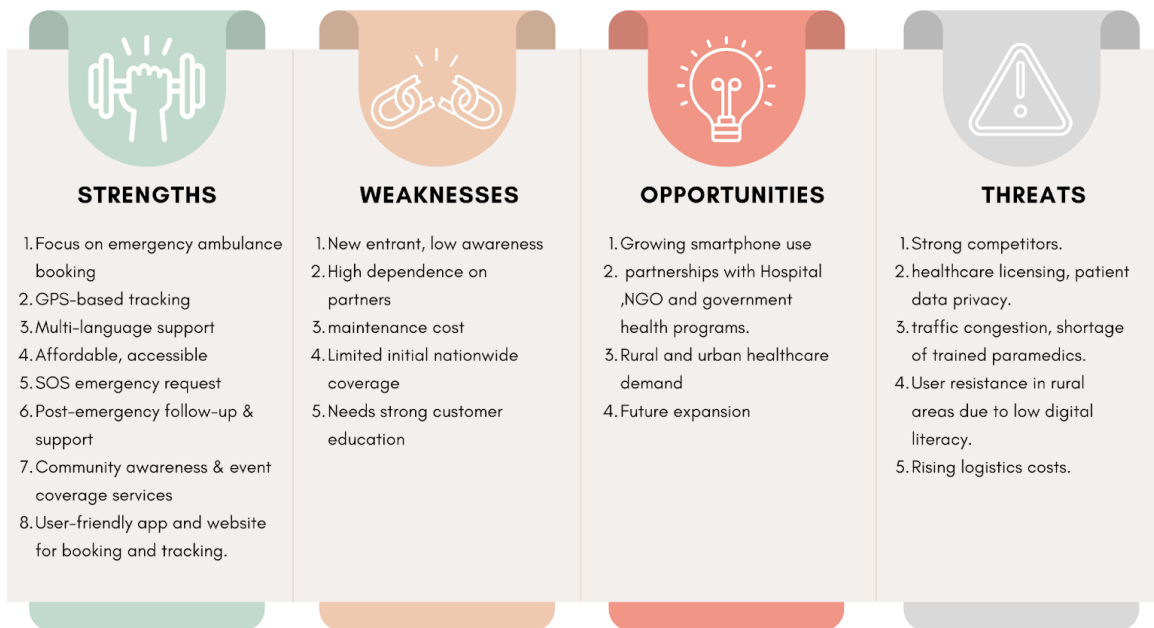 STRENGTHS
1. Focus on emergency ambulance
booking
2. GPS-based tracking
3. Multi-language support
4. Affordable, accessible
5. SOS emergency request
6. Post-emergency follow-up &
support
7. Community awareness & event
coverage services
8. User-friendly app and website
for booking and tracking.
WEAKNESSES
1. New entrant, low awareness
2. High dependence on
partners
3. maintenance cost
4. Limited initial nationwide
coverage
5. Needs strong customer
education
OPPORTUNITIES
1. Growing smartphone use
2. partnerships with Hospital
,NGO and government
health programs.
3. Rural and urban healthcare
demand
4. Future expansion
THREATS
1. Strong competitors.
2. healthcare licensing, patient
data privacy.
3. traffic congestion, shortage
of trained paramedics.
4. User resistance in rural
areas due to low digital
literacy.
5. Rising logistics costs.